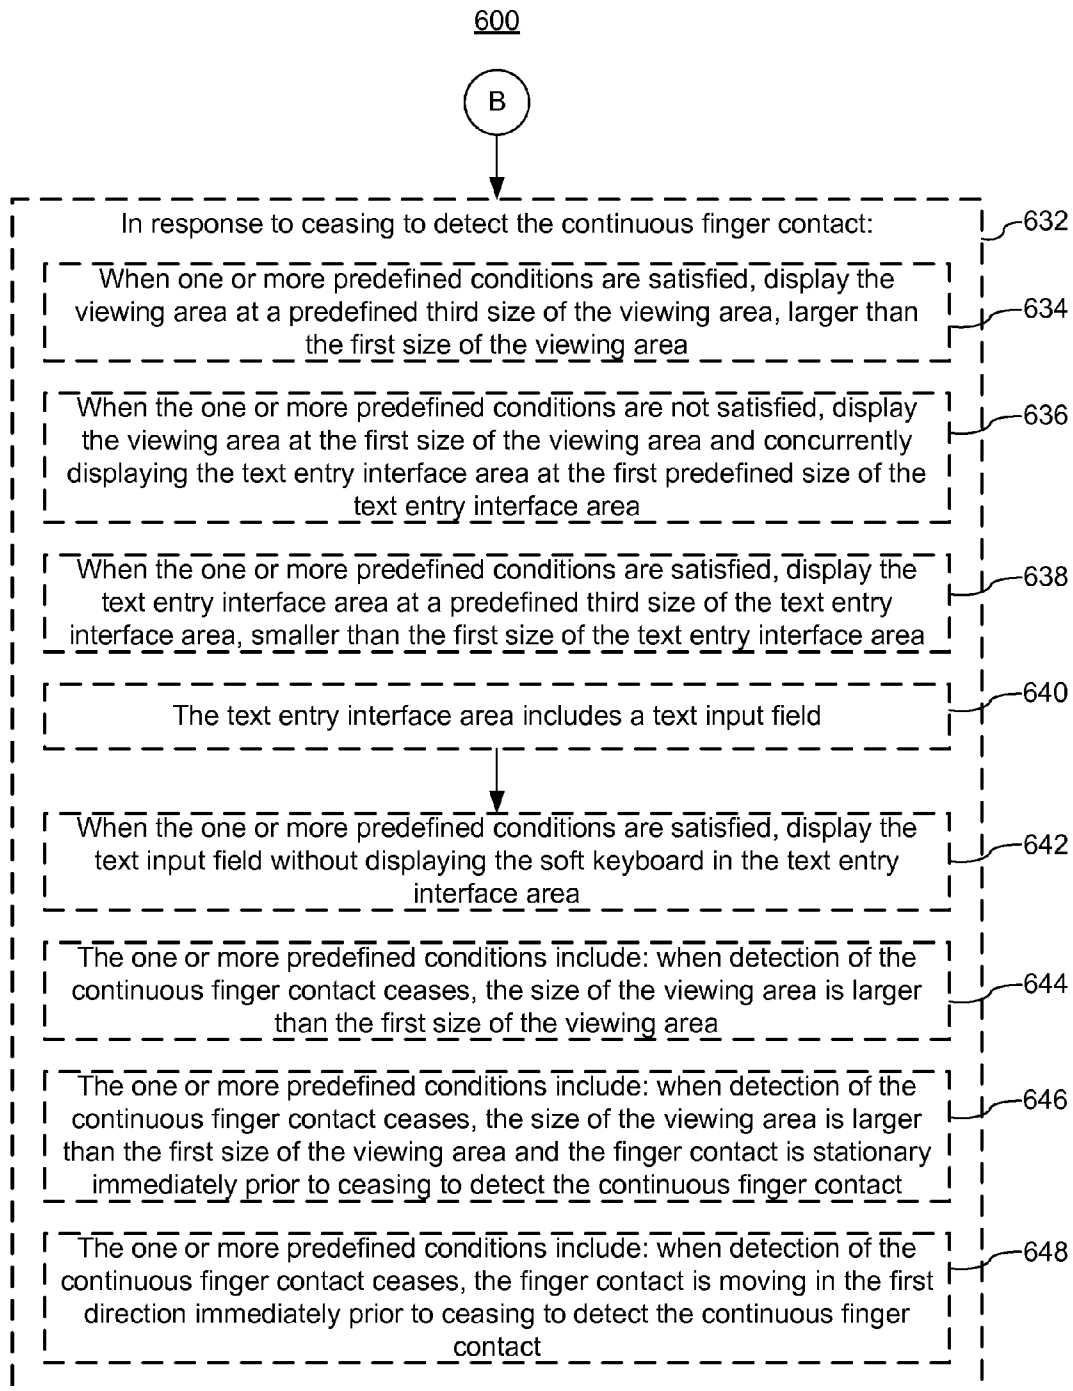 600
B
In response to ceasing to detect the continuous finger contact:
632
When one or more predefined conditions are satisfied, display the
viewing area at a predefined third size of the viewing area, larger than
the first size of the viewing area
634
When the one or more predefined conditions are not satisfied, display
the viewing area at the first size of the viewing area and concurrently
displaying the text entry interface area at the first predefined size of the
text entry interface area
636
When the one or more predefined conditions are satisfied, display the
text entry interface area at a predefined third size of the text entry
interface area, smaller than the first size of the text entry interface area
638
The text entry interface area includes a text input field
640
When the one or more predefined conditions are satisfied, display the
text input field without displaying the soft keyboard in the text entry
interface area
642
The one or more predefined conditions include: when detection of the
continuous finger contact ceases, the size of the viewing area is larger
than the first size of the viewing area
644
The one or more predefined conditions include: when detection of the
continuous finger contact ceases, the size of the viewing area is larger
than the first size of the viewing area and the finger contact is stationary
immediately prior to ceasing to detect the continuous finger contact
646
The one or more predefined conditions include: when detection of the
continuous finger contact ceases, the finger contact is moving in the first
direction immediately prior to ceasing to detect the continuous finger
contact
648